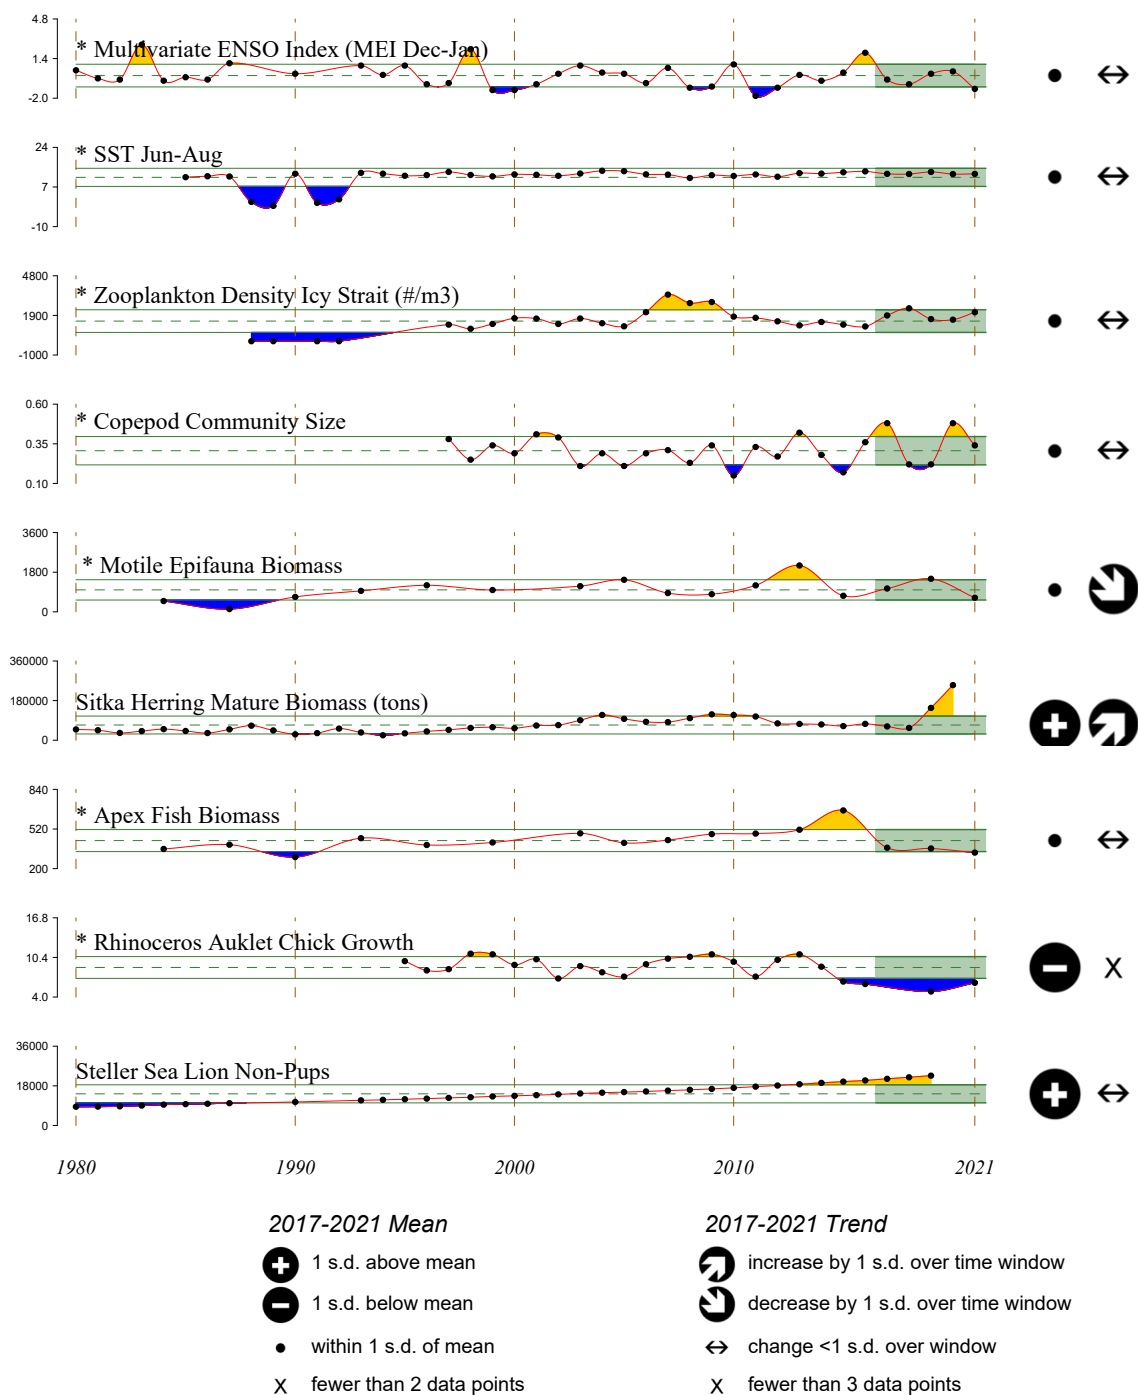 4.8
* Multivariate ENSO Index (MEI Dec-Jan)
1.4
-2.0
24
* SST Jun-Aug
7
-10
4800
* Zooplankton Density Icy Strait (#/m3)
1900
-1000
0.60
* Copepod Community Size
0.35
0.10
3600
* Motile Epifauna Biomass
1800
0
360000
Sitka Herring Mature Biomass (tons)
180000
0
840
* Apex Fish Biomass
520
200
16.8
* Rhinoceros Auklet Chick Growth
10.4
X
4.0
36000
Steller Sea Lion Non-Pups
18000
0
1980 1990 2000 2010 2021
2017-2021 Mean 2017-2021 Trend
1 s.d. above mean increase by 1 s.d. over time window
1 s.d. below mean decrease by 1 s.d. over time window
within 1 s.d. of mean change <1 s.d. over window
X fewer than 2 data points X fewer than 3 data points